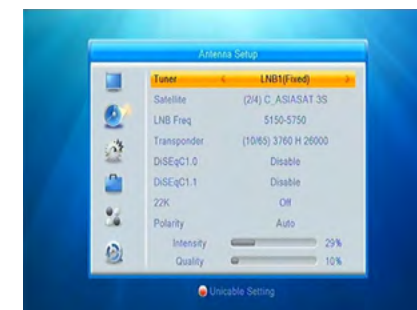 Antenna Setup
Tuner LNB1(Fixed)
Satellite (2/4) C_ASIASAT 3S
LNB Freq 5150-5750
Transponder (10/65) 3760 H 26000
DiSEqC1.0 Disable
DiSEqC1.1 Disable
22K Off
Polarity Auto
Intensity 29%
Quality 10%
Unicable Setting